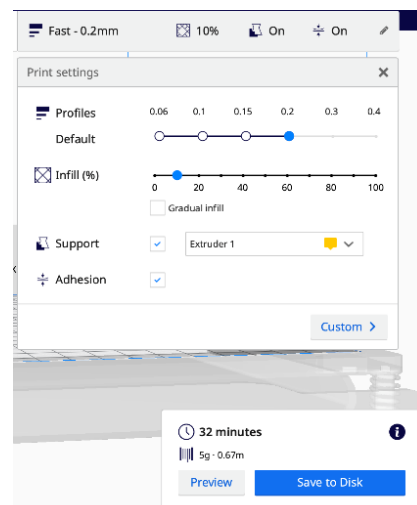 Fast - 0.2mm 10% On On
Print settings
Profiles 0.06 0.1 0.15 0.2 0.3 0.4
Default
Infill (%)
0 20 40 60 80 100
Gradual infill
Support Extruder 1
Adhesion
Custom
32 minutes
5g · 0.67m
Preview Save to Disk